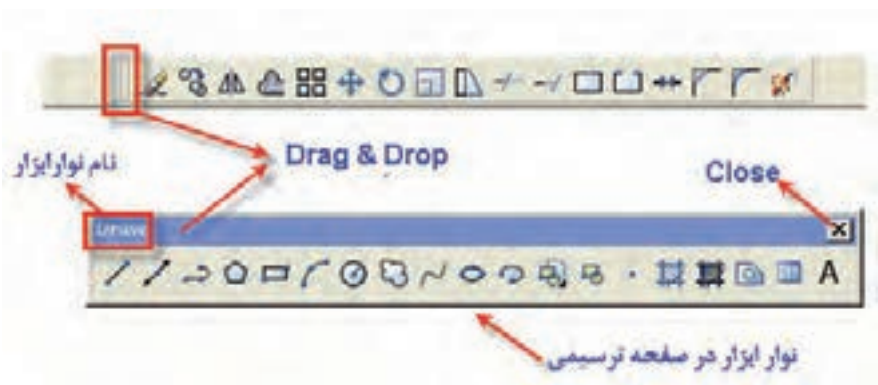 Drag & Drop
نام نوارابزار
Close
Draw
A
نوار ابزار در صفحه ترسیمی